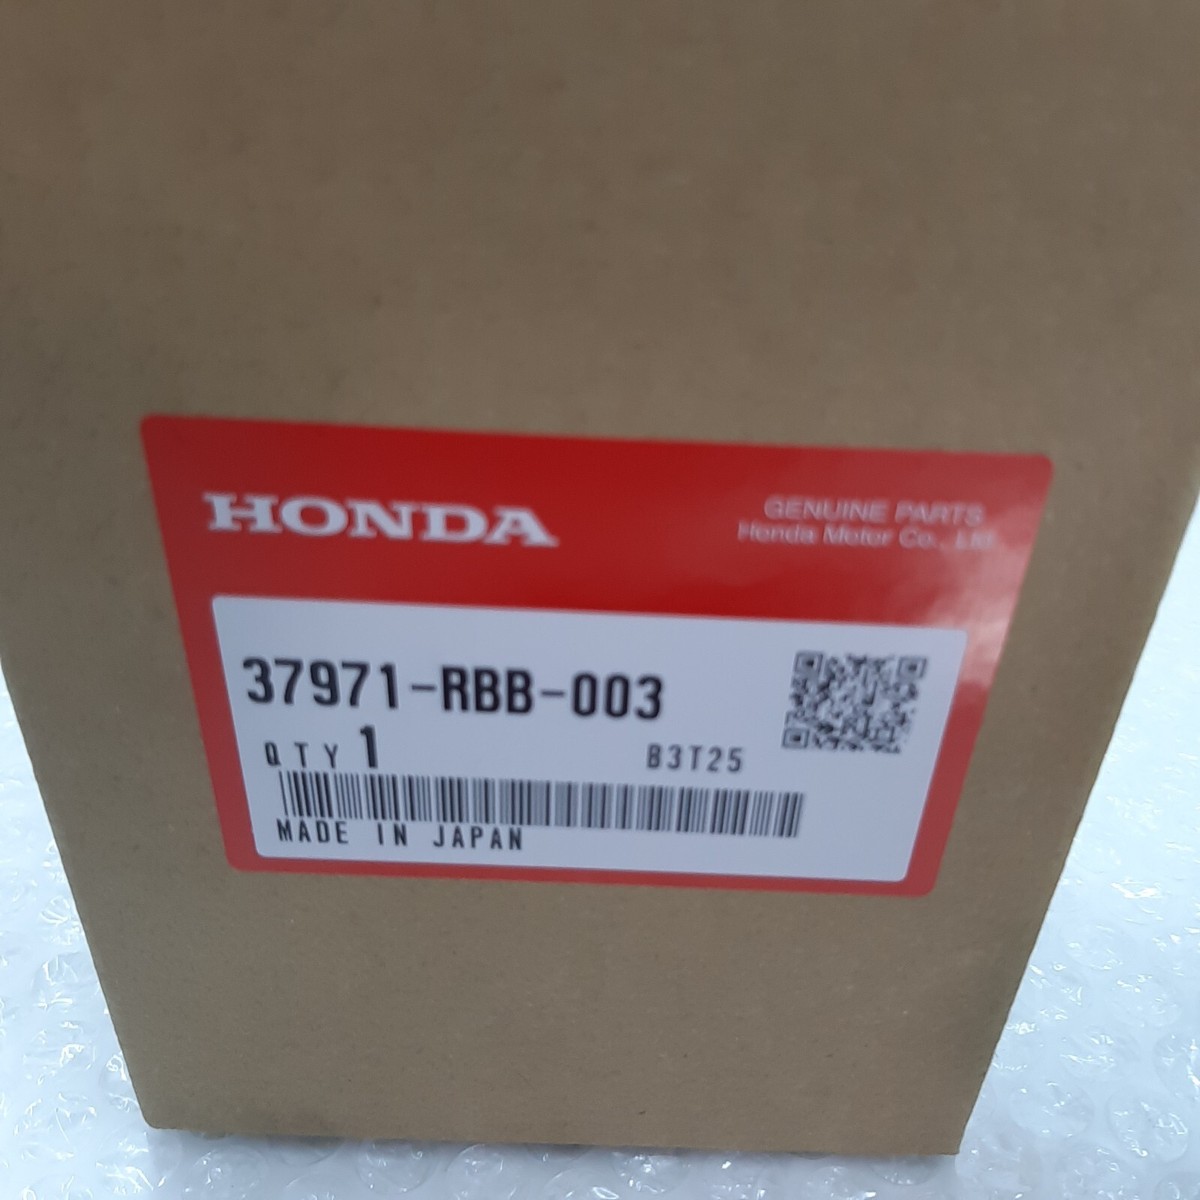 HONDA
GENUINE PARTS
Honda Motor Co., Ltd.
37971-RBB-003
QTY 1
B3T25
MADE IN JAPAN